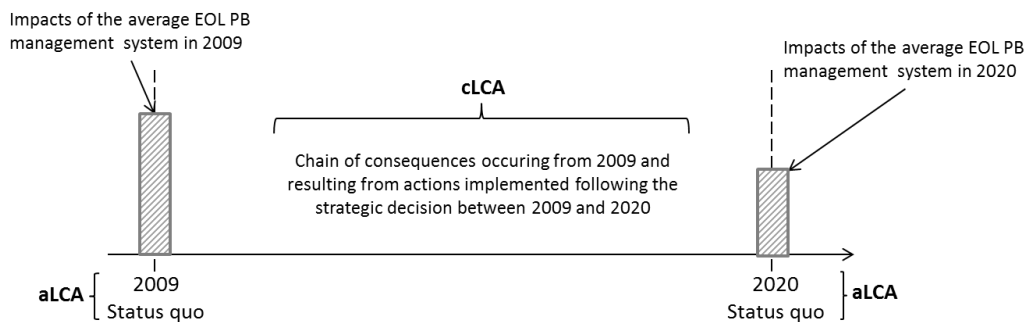 Impacts of the average EOL PB
management system in 2009
Impacts of the average EOL PB
management system in 2020
cLCA
Chain of consequences occuring from 2009 and
resulting from actions implemented following the
strategic decision between 2009 and 2020
aLCA
2009
Status quo
2020
Status quo
aLCA